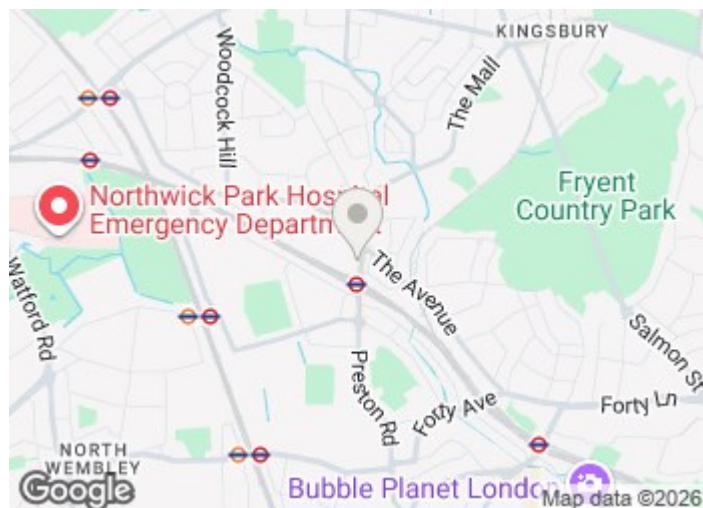 KINGSBURY
Woodcock Hill
The Mall
Northwick Park Hospital
Emergency Department
Fryent
Country Park
The Avenue
Watford Rd
Salmon St
Preston Rd
Forty Ave
Forty Ln
NORTH
WEMBLEY
Bubble Planet London
Google
Map data ©2026